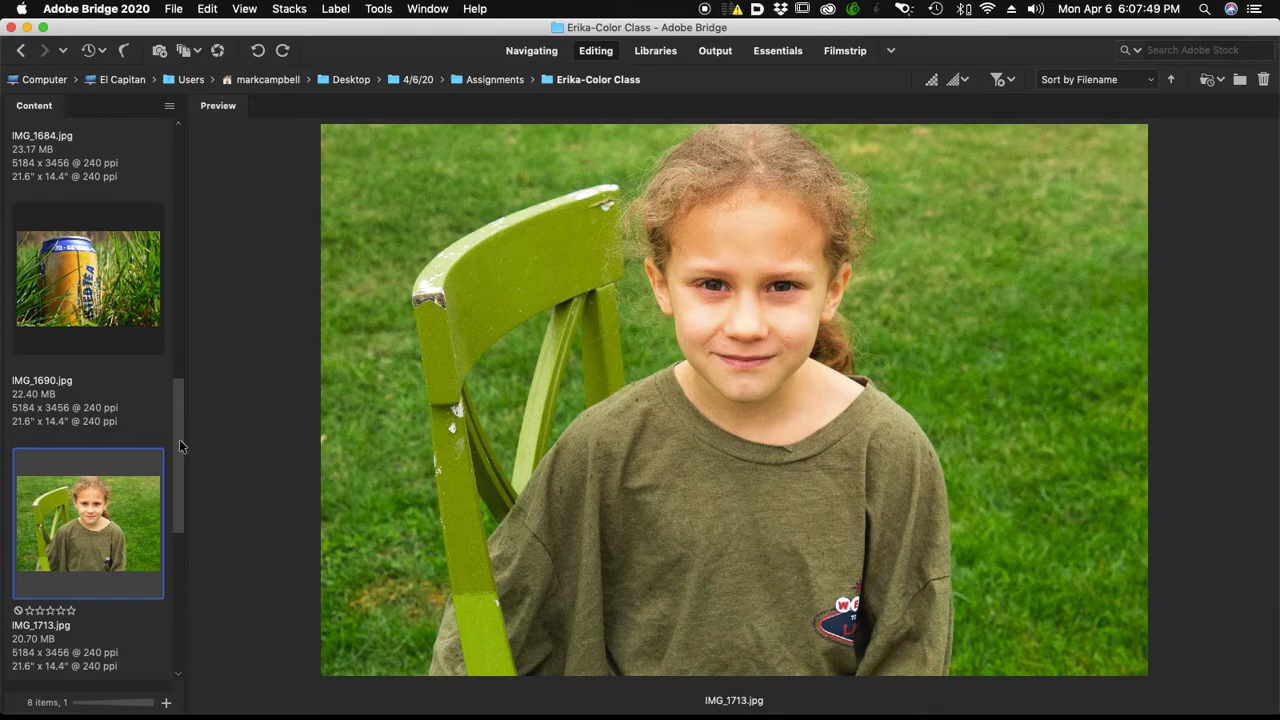 Adobe Bridge 2020 File Edit View Stacks Label Tools Window Help Mon Apr 6 6:07:49 PM
Erika-Color Class - Adobe Bridge
Navigating Editing Libraries Output Essentials Filmstrip Search Adobe Stock
Computer El Capitan Users markcampbell Desktop 4/6/20 Assignments Erika-Color Class Sort by Filename
Content Preview
IMG_1684.jpg
23.17 MB
5184 x 3456 @ 240 ppi
21.6" x 14.4" @ 240 ppi
IMG_1690.jpg
22.40 MB
5184 x 3456 @ 240 ppi
21.6" x 14.4" @ 240 ppi
IMG_1713.jpg
20.70 MB
5184 x 3456 @ 240 ppi
21.6" x 14.4" @ 240 ppi
8 items, 1
IMG_1713.jpg